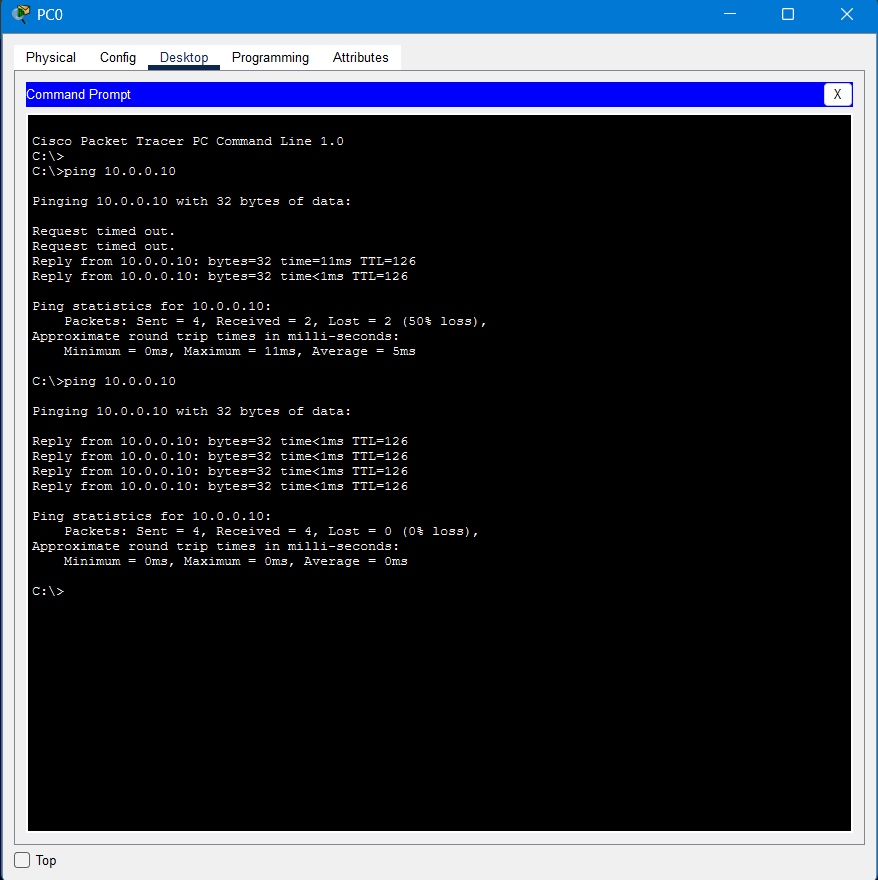 PC0
Physical Config Desktop Programming Attributes
Command Prompt
X
Cisco Packet Tracer PC Command Line 1.0
C:\>
C:\>ping 10.0.0.10
Pinging 10.0.0.10 with 32 bytes of data:
Request timed out.
Request timed out.
Reply from 10.0.0.10: bytes=32 time=11ms TTL=126
Reply from 10.0.0.10: bytes=32 time<1ms TTL=126
Ping statistics for 10.0.0.10:
Packets: Sent = 4, Received = 2, Lost = 2 (50% loss),
Approximate round trip times in milli-seconds:
Minimum = 0ms, Maximum = 11ms, Average = 5ms
C:\>ping 10.0.0.10
Pinging 10.0.0.10 with 32 bytes of data:
Reply from 10.0.0.10: bytes=32 time<1ms TTL=126
Reply from 10.0.0.10: bytes=32 time<1ms TTL=126
Reply from 10.0.0.10: bytes=32 time<1ms TTL=126
Reply from 10.0.0.10: bytes=32 time<1ms TTL=126
Ping statistics for 10.0.0.10:
Packets: Sent = 4, Received = 4, Lost = 0 (0% loss),
Approximate round trip times in milli-seconds:
Minimum = 0ms, Maximum = 0ms, Average = 0ms
C:\>
Top